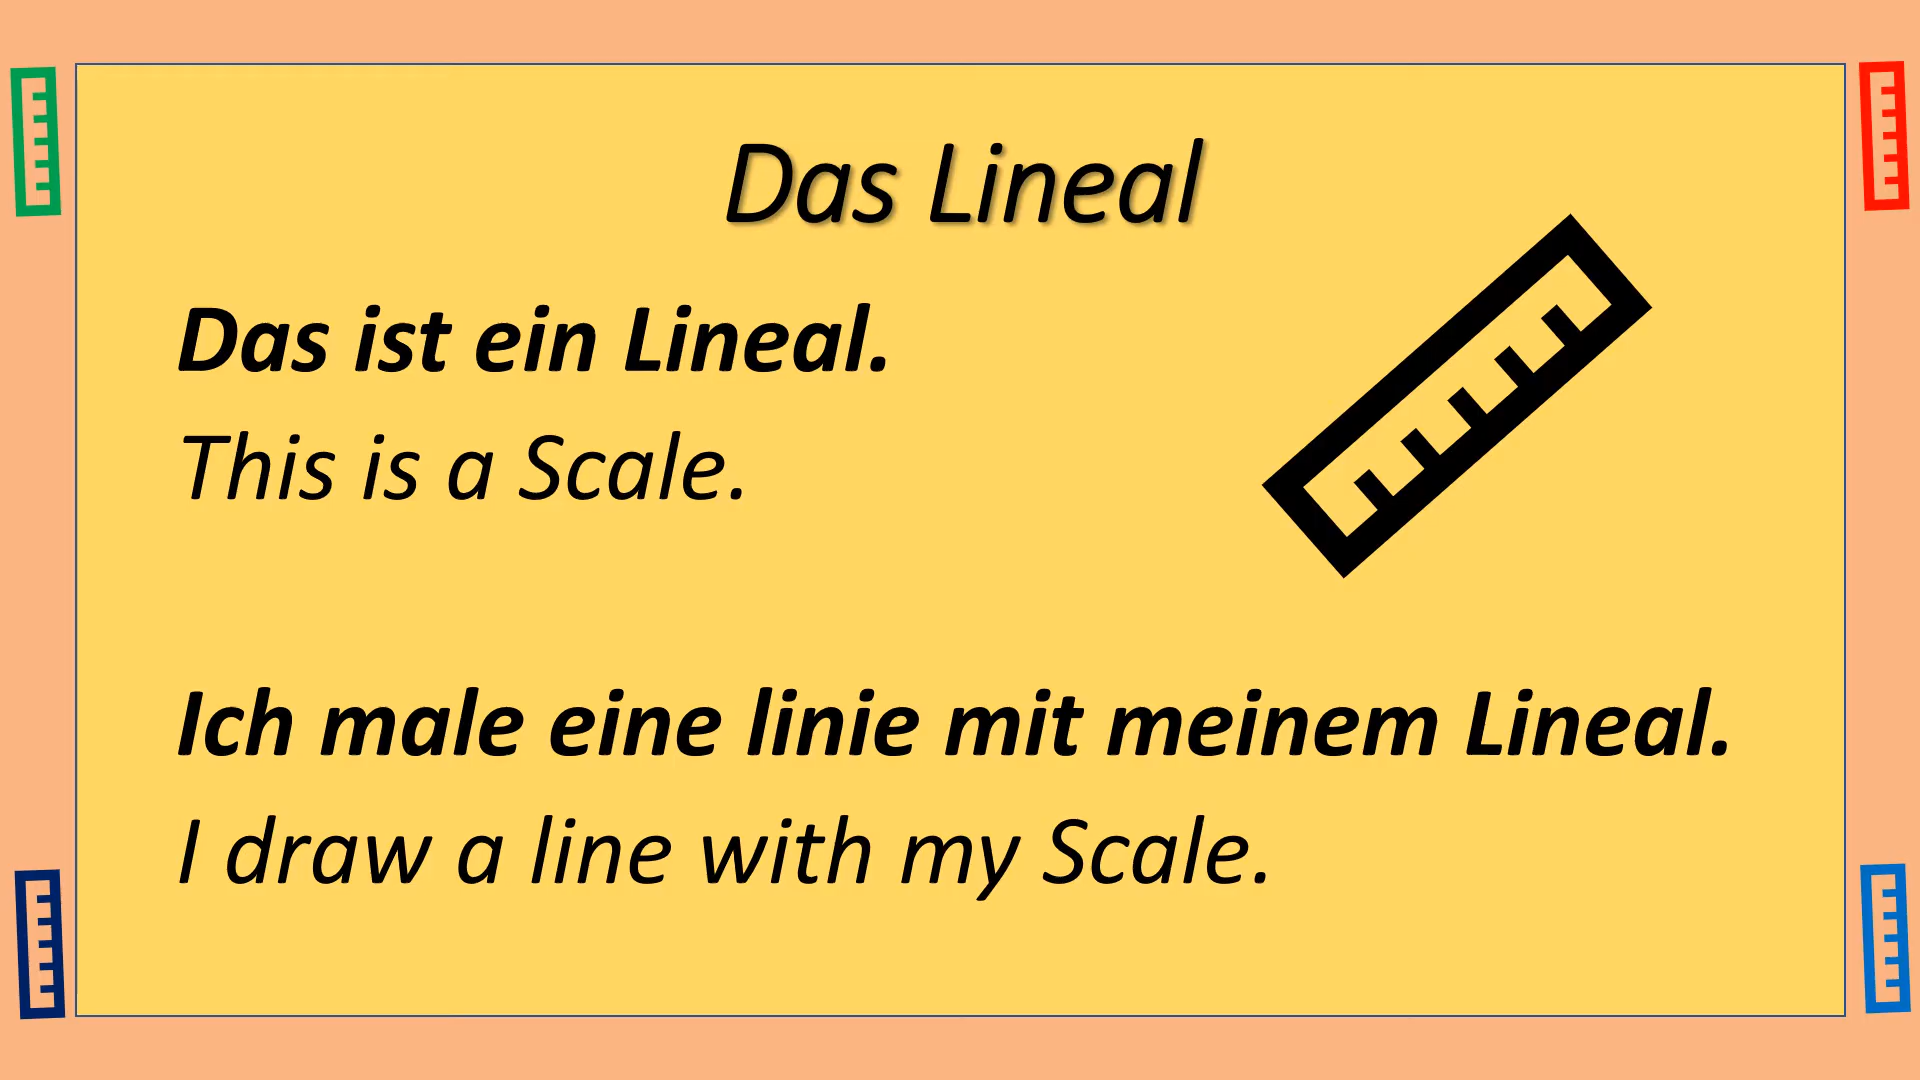 Das Lineal
Das ist ein Lineal.
This is a Scale.
Ich male eine linie mit meinem Lineal.
I draw a line with my Scale.